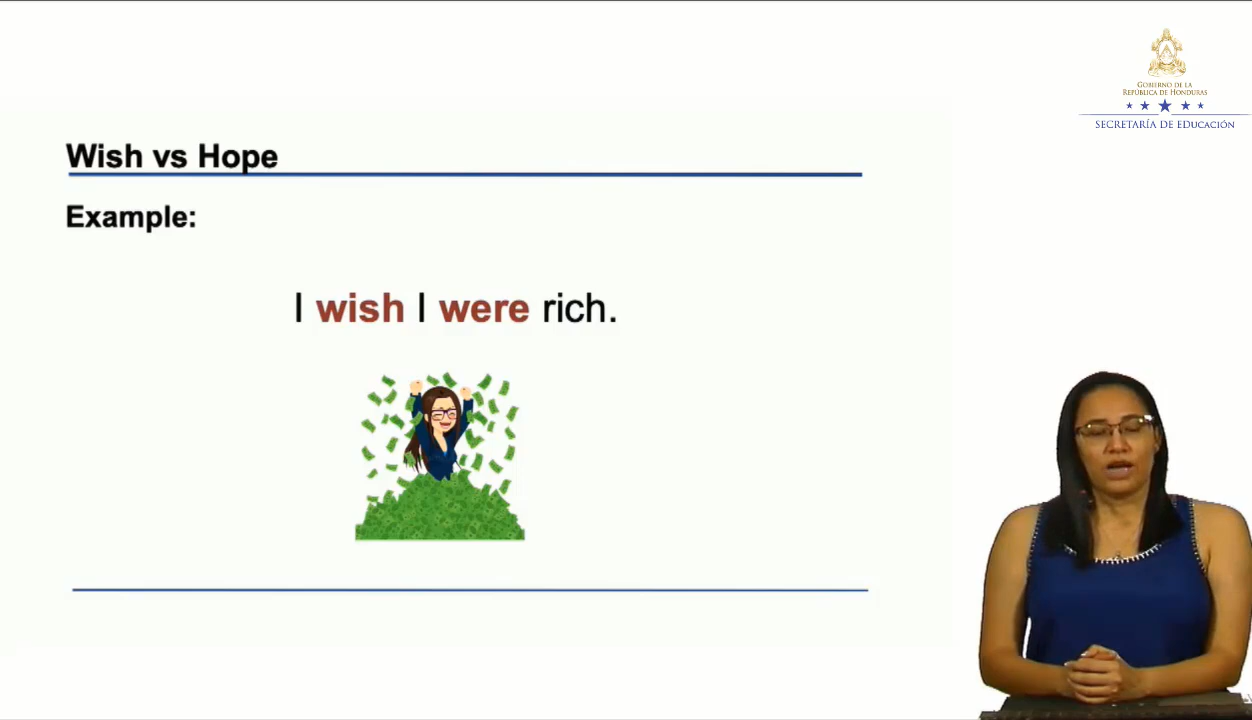 GOBIERNO DE LA
REPÚBLICA DE HONDURAS
SECRETARÍA DE EDUCACIÓN
Wish vs Hope
Example:
I wish I were rich.